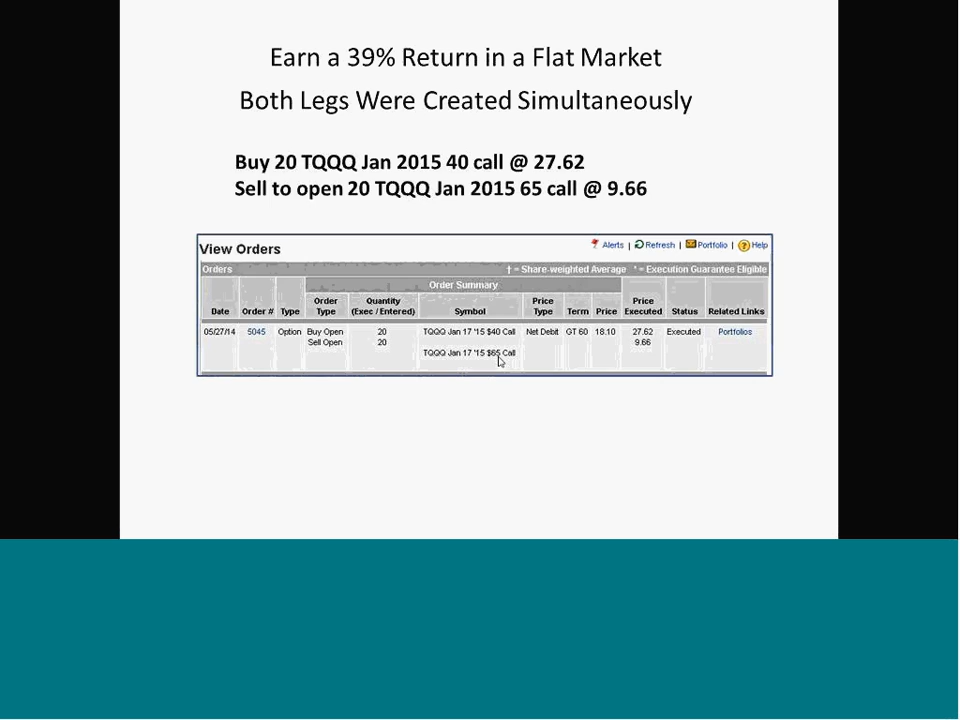 Earn a 39% Return in a Flat Market
Both Legs Were Created Simultaneously
Buy 20 TQQQ Jan 2015 40 call @ 27.62
Sell to open 20 TQQQ Jan 2015 65 call @ 9.66
View Orders
Alerts | Refresh | Portfolio | ? Help
Orders † = Share-weighted Average * = Execution Guarantee Eligible
Order Summary
Date Order # Type Order Type Quantity (Exec / Entered) Symbol Price Type Term Price Price Executed Status Related Links
05/27/14 5045 Option Buy Open 20 TQQQ Jan 17 '15 $40 Call Net Debit GT 60 18.10 27.62 Executed Portfolios
Sell Open 20 9.66
TQQQ Jan 17 '15 $65 Call